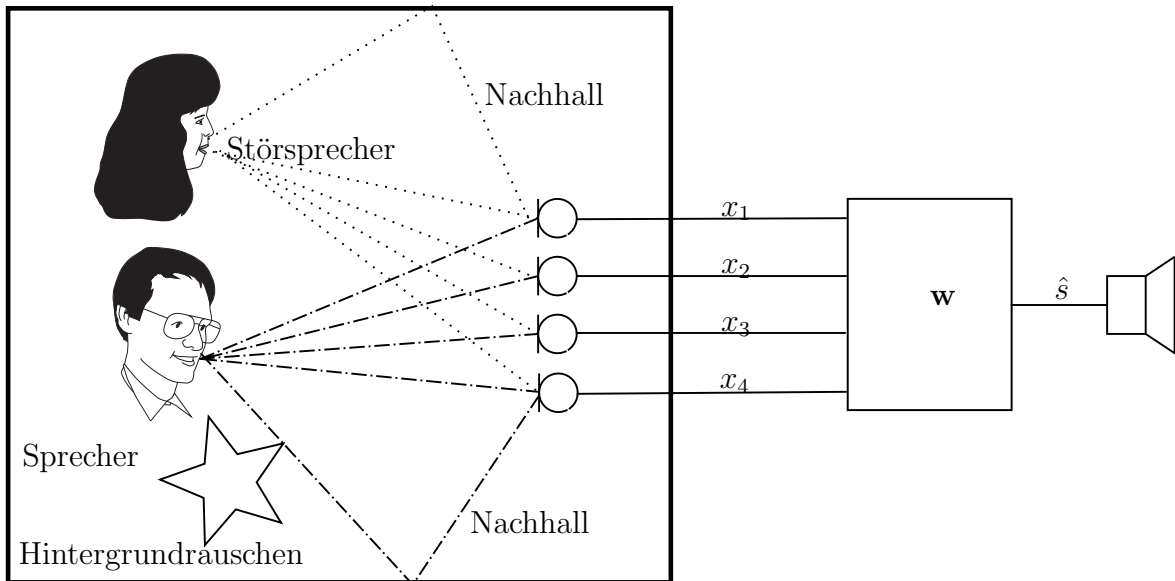 Nachhall
Störsprecher
x₁
x₂
w
ŝ
x₃
x₄
Sprecher
Nachhall
Hintergrundrauschen